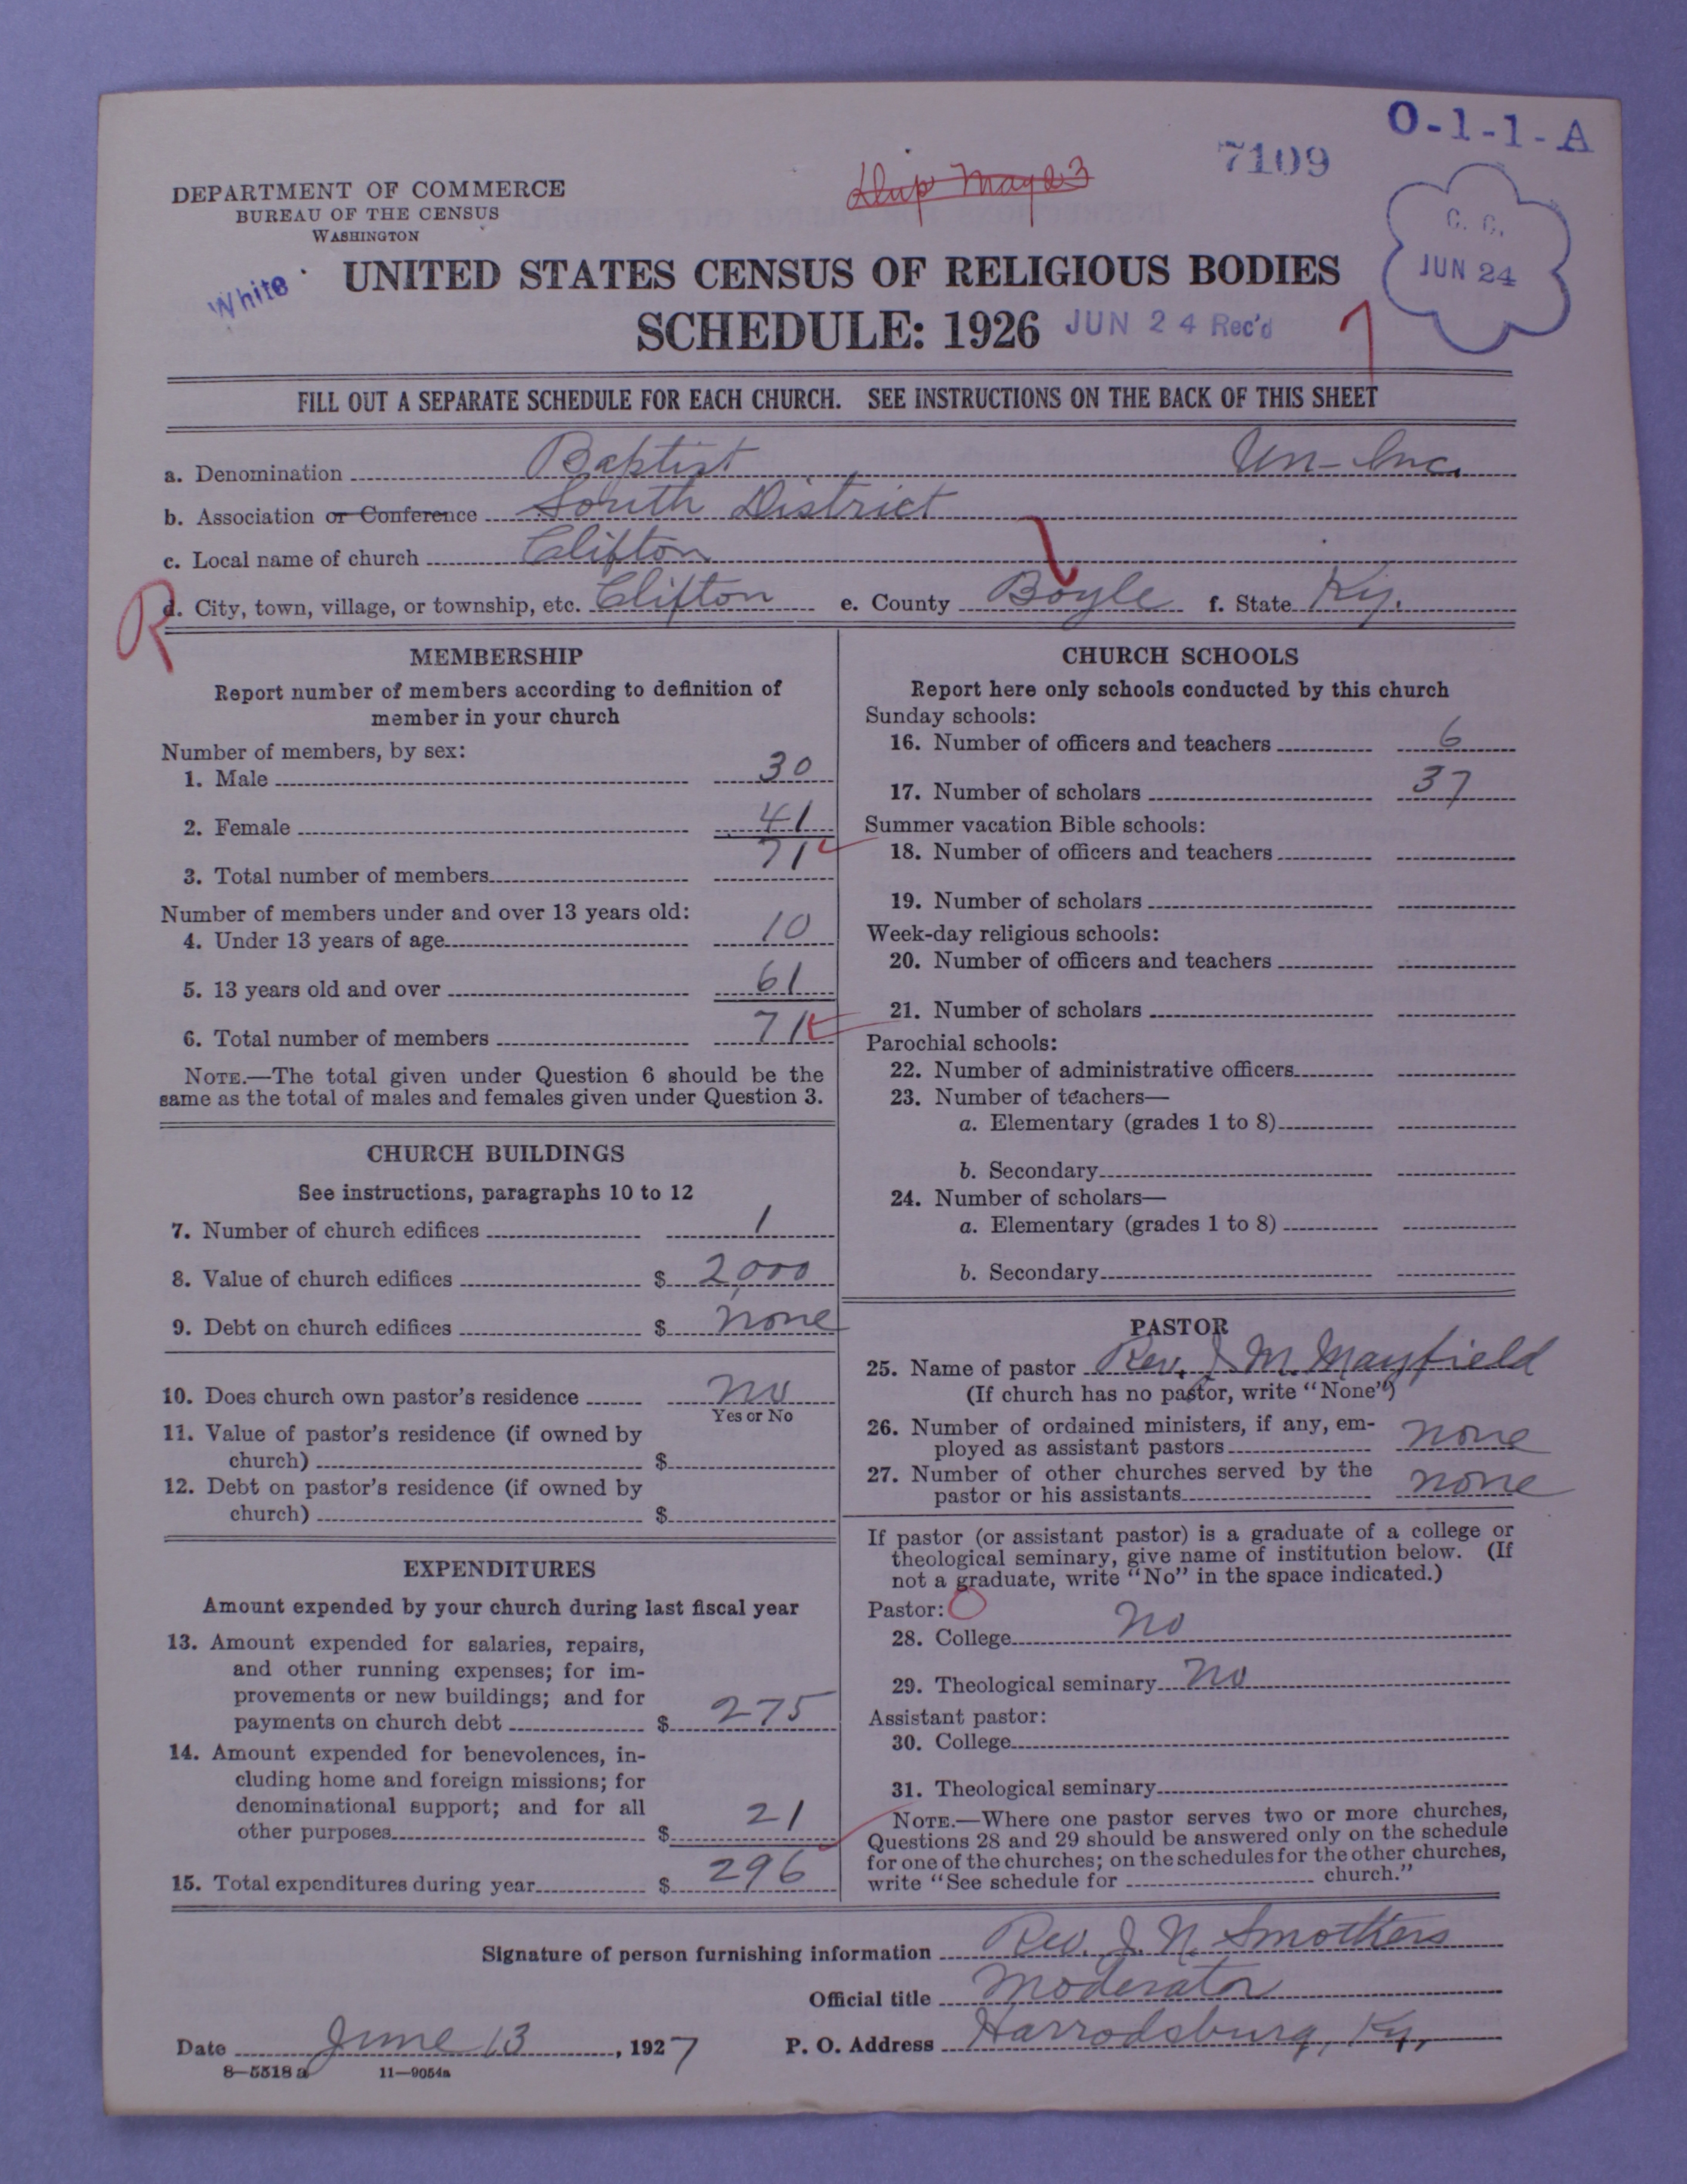 O-1-1-A
7109
Dup May 23
DEPARTMENT OF COMMERCE
BUREAU OF THE CENSUS
WASHINGTON
C. C.
JUN 24
White
UNITED STATES CENSUS OF RELIGIOUS BODIES
SCHEDULE: 1926 JUN 24 Rec'd
FILL OUT A SEPARATE SCHEDULE FOR EACH CHURCH. SEE INSTRUCTIONS ON THE BACK OF THIS SHEET
a. Denomination Baptist Un-Inc.
b. Association or Conference South District
c. Local name of church Clifton
d. City, town, village, or township, etc. Clifton e. County Boyle f. State Ky.
R
MEMBERSHIP
Report number of members according to definition of
member in your church
Number of members, by sex:
1. Male 30
2. Female 41
3. Total number of members 71
Number of members under and over 13 years old:
4. Under 13 years of age 10
5. 13 years old and over 61
6. Total number of members 71
NOTE.—The total given under Question 6 should be the
same as the total of males and females given under Question 3.
CHURCH BUILDINGS
See instructions, paragraphs 10 to 12
7. Number of church edifices 1
8. Value of church edifices $ 2,000
9. Debt on church edifices $ none
10. Does church own pastor's residence no
Yes or No
11. Value of pastor's residence (if owned by
church) $
12. Debt on pastor's residence (if owned by
church) $
EXPENDITURES
Amount expended by your church during last fiscal year
13. Amount expended for salaries, repairs,
and other running expenses; for im-
provements or new buildings; and for
payments on church debt $ 275
14. Amount expended for benevolences, in-
cluding home and foreign missions; for
denominational support; and for all
other purposes $ 21
15. Total expenditures during year $ 296
CHURCH SCHOOLS
Report here only schools conducted by this church
Sunday schools:
16. Number of officers and teachers 6
17. Number of scholars 37
Summer vacation Bible schools:
18. Number of officers and teachers
19. Number of scholars
Week-day religious schools:
20. Number of officers and teachers
21. Number of scholars
Parochial schools:
22. Number of administrative officers
23. Number of teachers—
a. Elementary (grades 1 to 8)
b. Secondary
24. Number of scholars—
a. Elementary (grades 1 to 8)
b. Secondary
PASTOR
25. Name of pastor Rev. J. M. Mayfield
(If church has no pastor, write "None")
26. Number of ordained ministers, if any, em-
ployed as assistant pastors none
27. Number of other churches served by the
pastor or his assistants none
If pastor (or assistant pastor) is a graduate of a college or
theological seminary, give name of institution below. (If
not a graduate, write "No" in the space indicated.)
Pastor:
28. College no
29. Theological seminary no
Assistant pastor:
30. College
31. Theological seminary
NOTE.—Where one pastor serves two or more churches,
Questions 28 and 29 should be answered only on the schedule
for one of the churches; on the schedules for the other churches,
write "See schedule for church."
Signature of person furnishing information Rev. J. N. Smothers
Official title Moderator
Date June 13, 1927 P. O. Address Harrodsburg, Ky.
8—5518 a 11—9054a